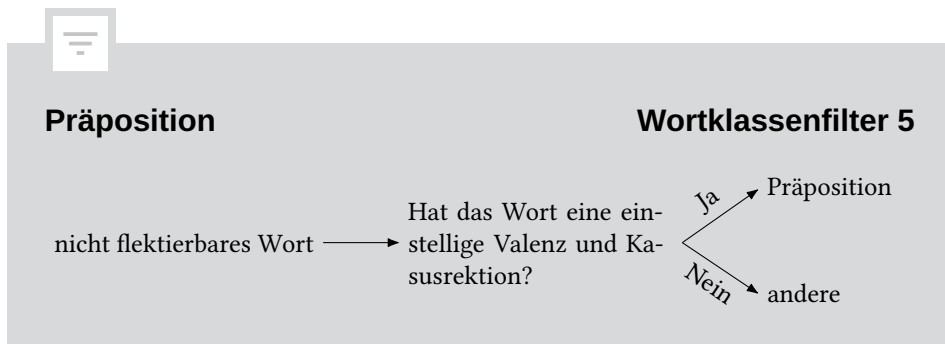 Präposition
Wortklassenfilter 5
nicht flektierbares Wort
Hat das Wort eine ein-
stellige Valenz und Ka-
susrektion?
Ja
Präposition
Nein
andere